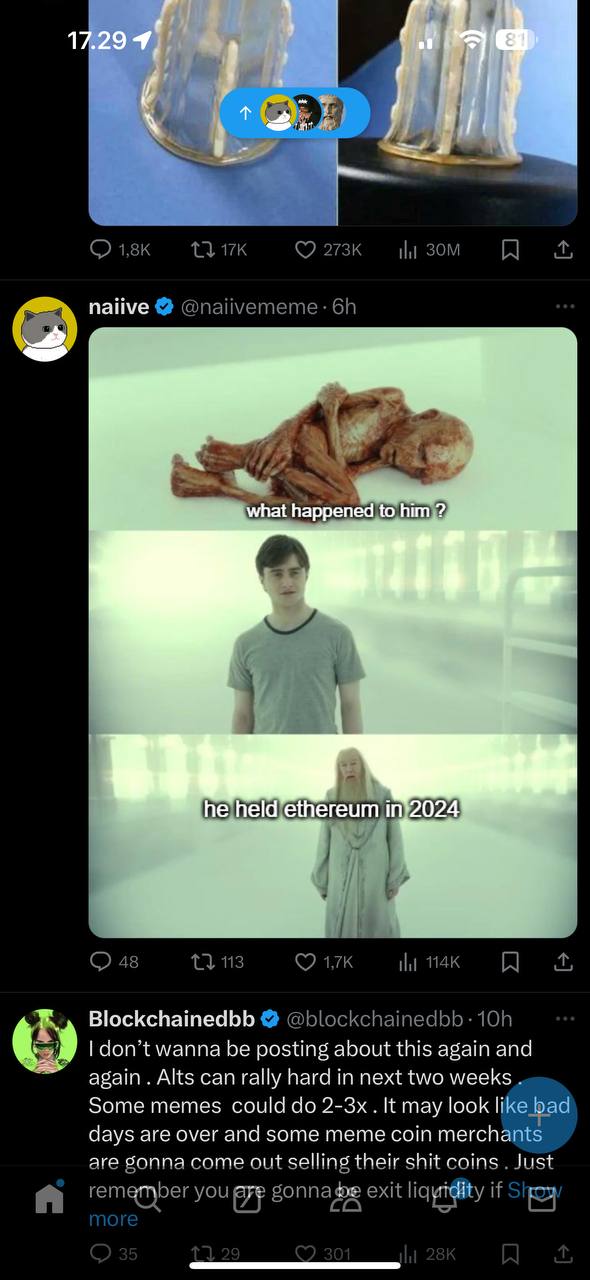 17.29
81
1,8K 17K 273K 30M
naiive @naiivememe · 6h
what happened to him ?
he held ethereum in 2024
48 113 1,7K 114K
Blockchainedbb @blockchainedbb · 10h
I don’t wanna be posting about this again and
again . Alts can rally hard in next two weeks .
Some memes could do 2-3x . It may look like bad
days are over and some meme coin merchants
are gonna come out selling their shit coins . Just
remember you are gonna be exit liquidity if Show
more
35 29 301 28K